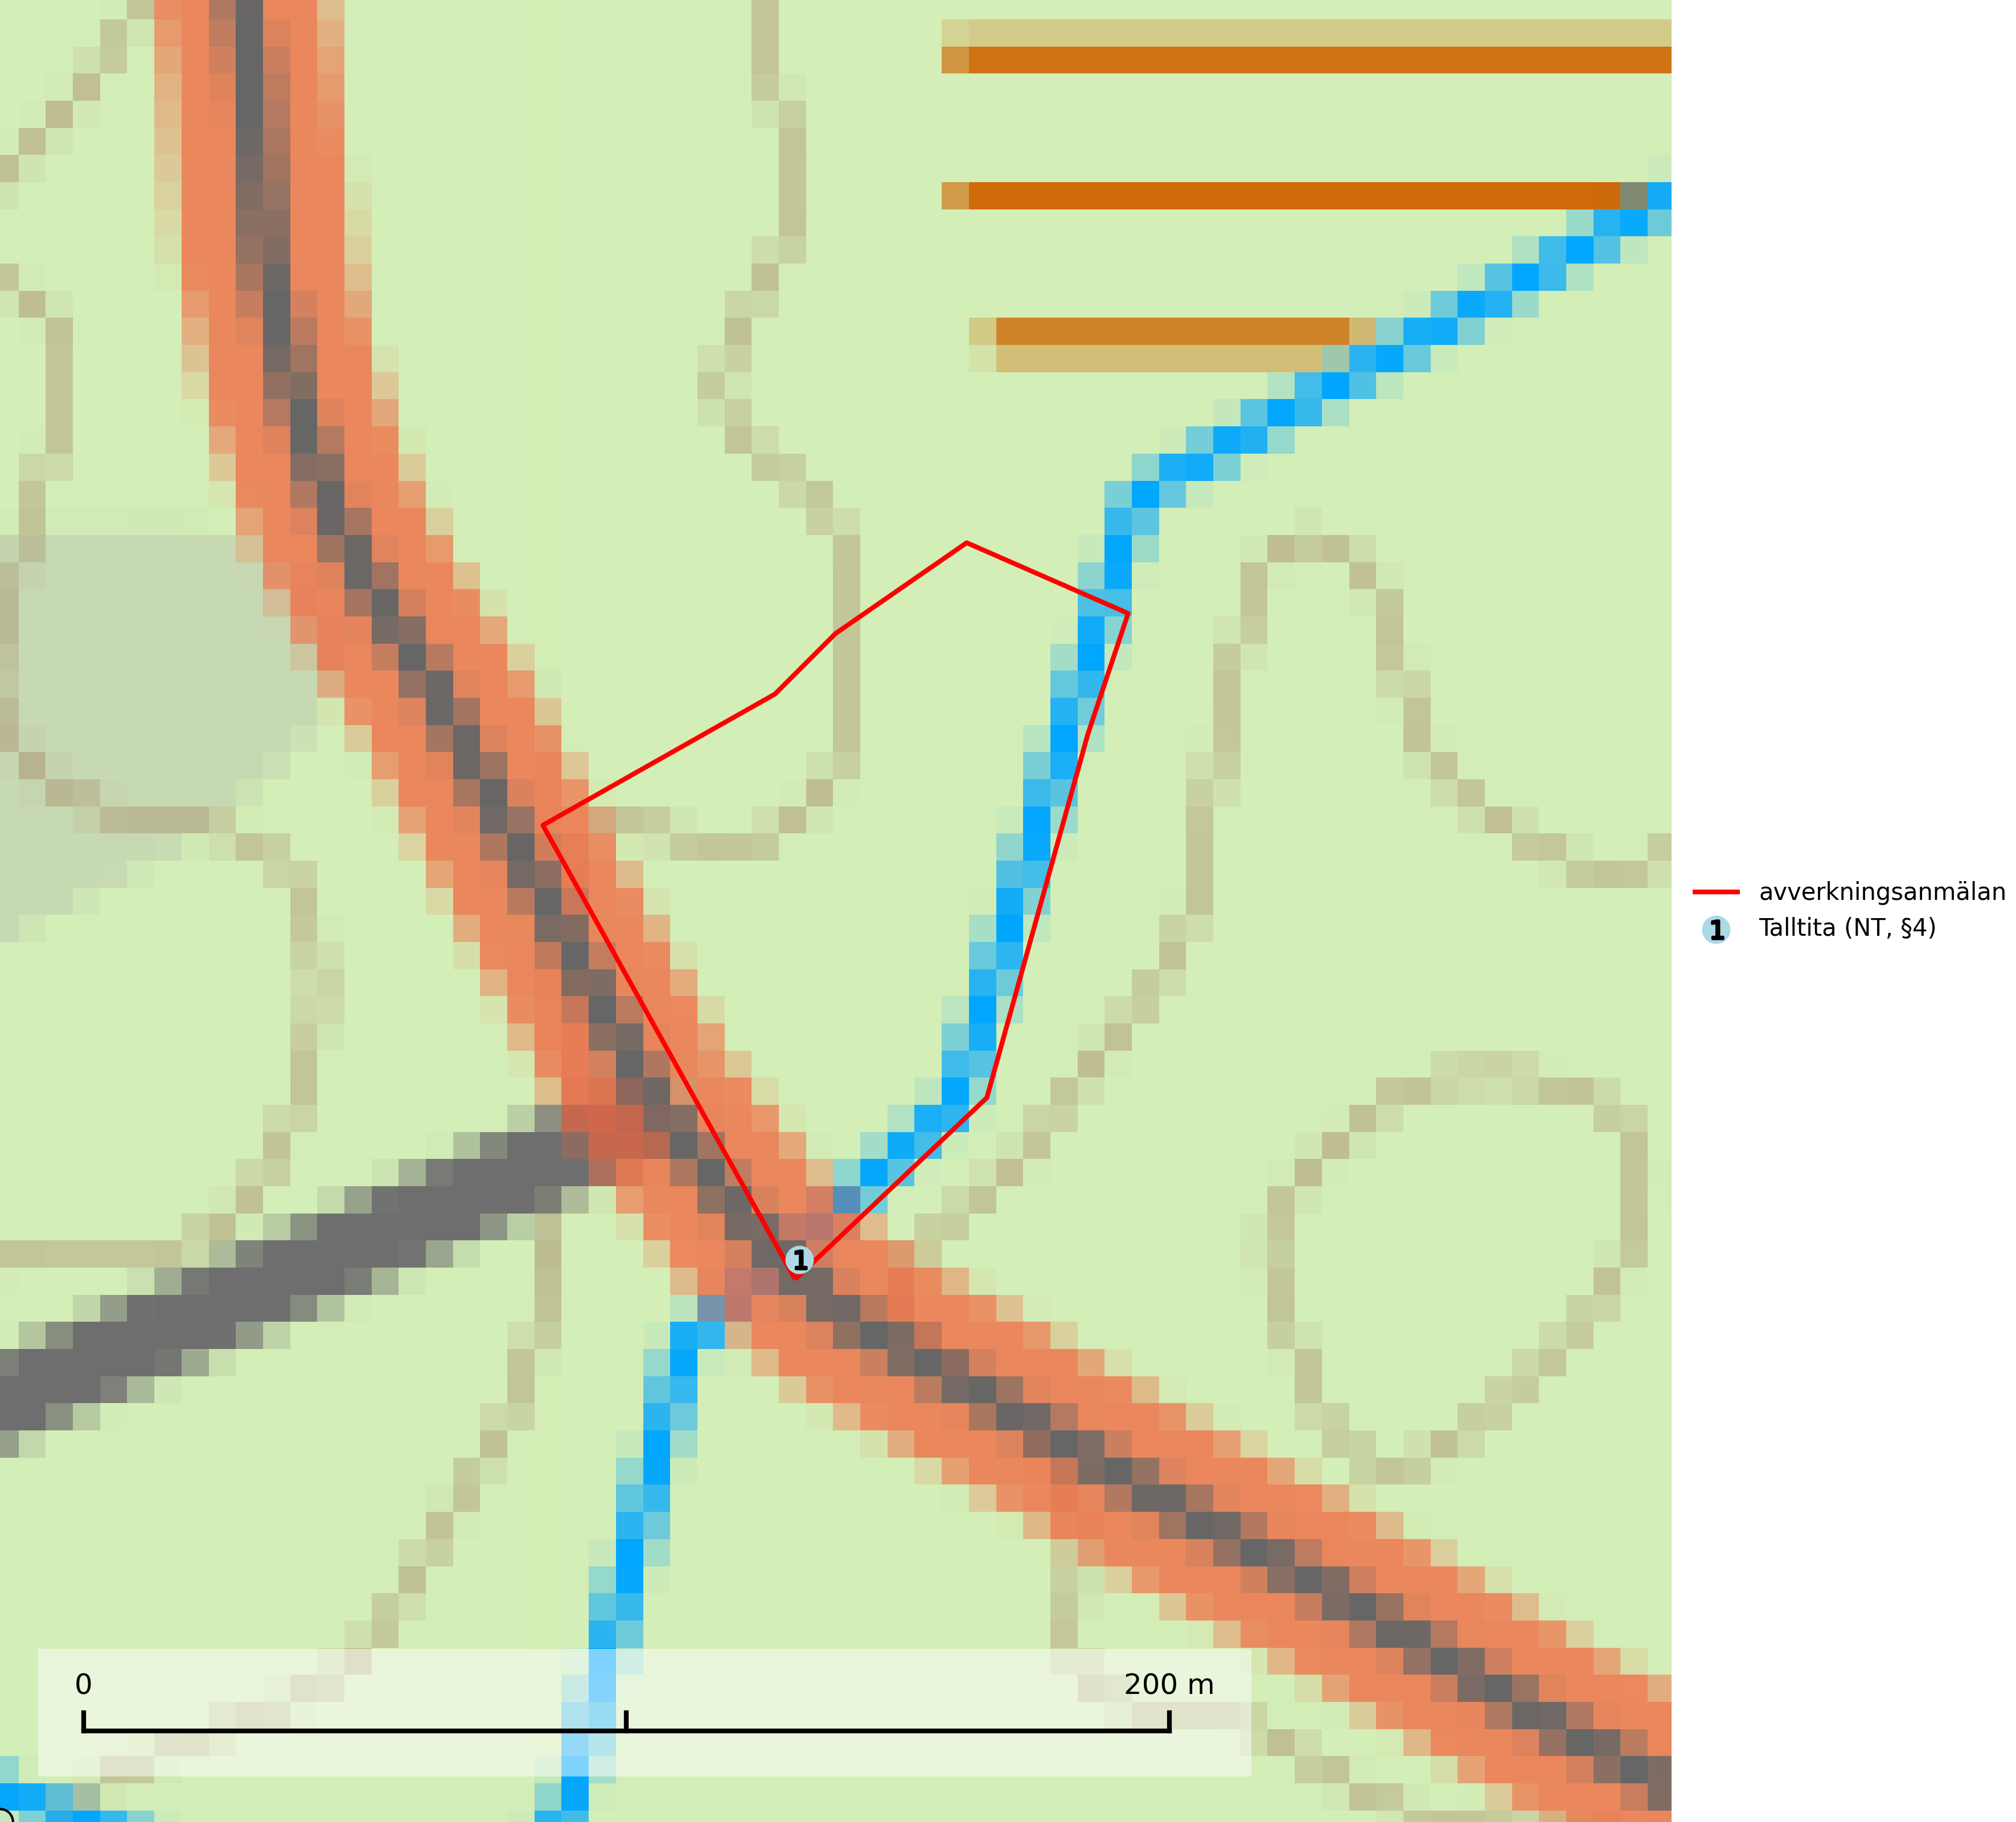 avverkningsanmälan
1 Talltita (NT, §4)
1
0 200 m